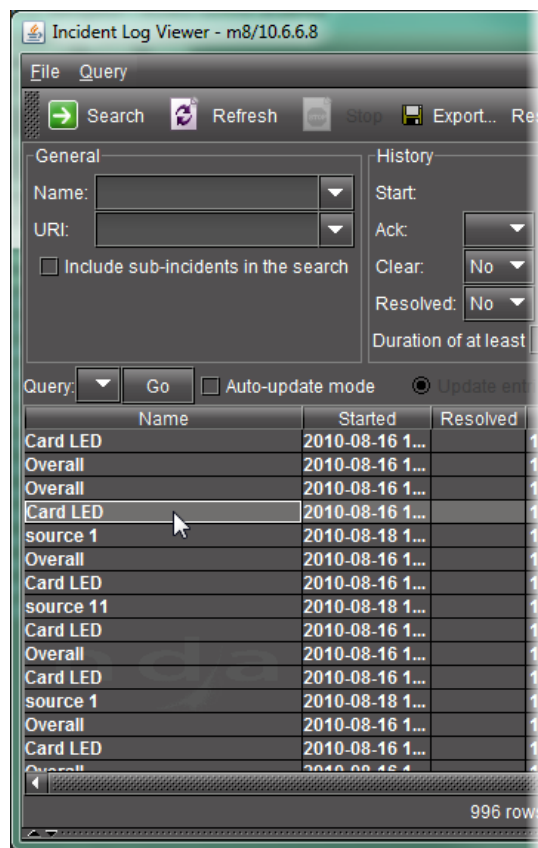 Incident Log Viewer - m8/10.6.6.8
File Query
Search Refresh Stop Export...
General History
Name: Start:
URI: Ack:
Include sub-incidents in the search Clear: No
Resolved: No
Duration of at least
Query: Go Auto-update mode Update
Name Started Resolved
Card LED 2010-08-16 1...
Overall 2010-08-16 1...
Overall 2010-08-16 1...
Card LED 2010-08-16 1...
source 1 2010-08-18 1...
Overall 2010-08-16 1...
Card LED 2010-08-16 1...
source 11 2010-08-18 1...
Card LED 2010-08-16 1...
Overall 2010-08-16 1...
Card LED 2010-08-16 1...
source 1 2010-08-18 1...
Overall 2010-08-16 1...
Card LED 2010-08-16 1...
Overall 2010-08-16 1...
996 rows